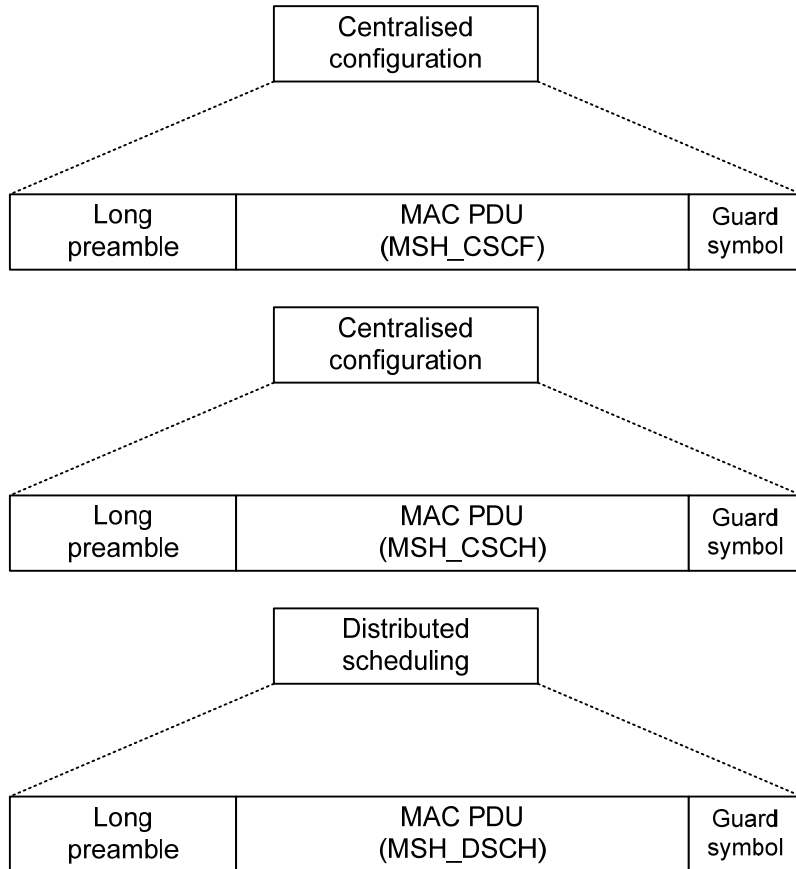 Centralised
configuration
Long
preamble
MAC PDU
(MSH_CSCF)
Guard
symbol
Centralised
configuration
Long
preamble
MAC PDU
(MSH_CSCH)
Guard
symbol
Distributed
scheduling
Long
preamble
MAC PDU
(MSH_DSCH)
Guard
symbol